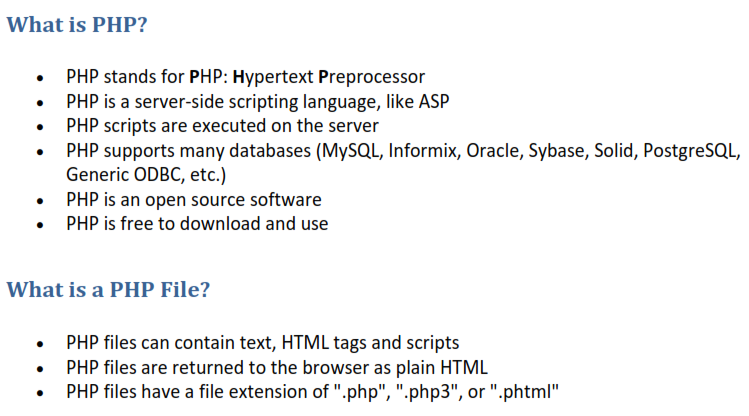 What is PHP?
• PHP stands for PHP: Hypertext Preprocessor
• PHP is a server-side scripting language, like ASP
• PHP scripts are executed on the server
• PHP supports many databases (MySQL, Informix, Oracle, Sybase, Solid, PostgreSQL,
Generic ODBC, etc.)
• PHP is an open source software
• PHP is free to download and use
What is a PHP File?
• PHP files can contain text, HTML tags and scripts
• PHP files are returned to the browser as plain HTML
• PHP files have a file extension of ".php", ".php3", or ".phtml"